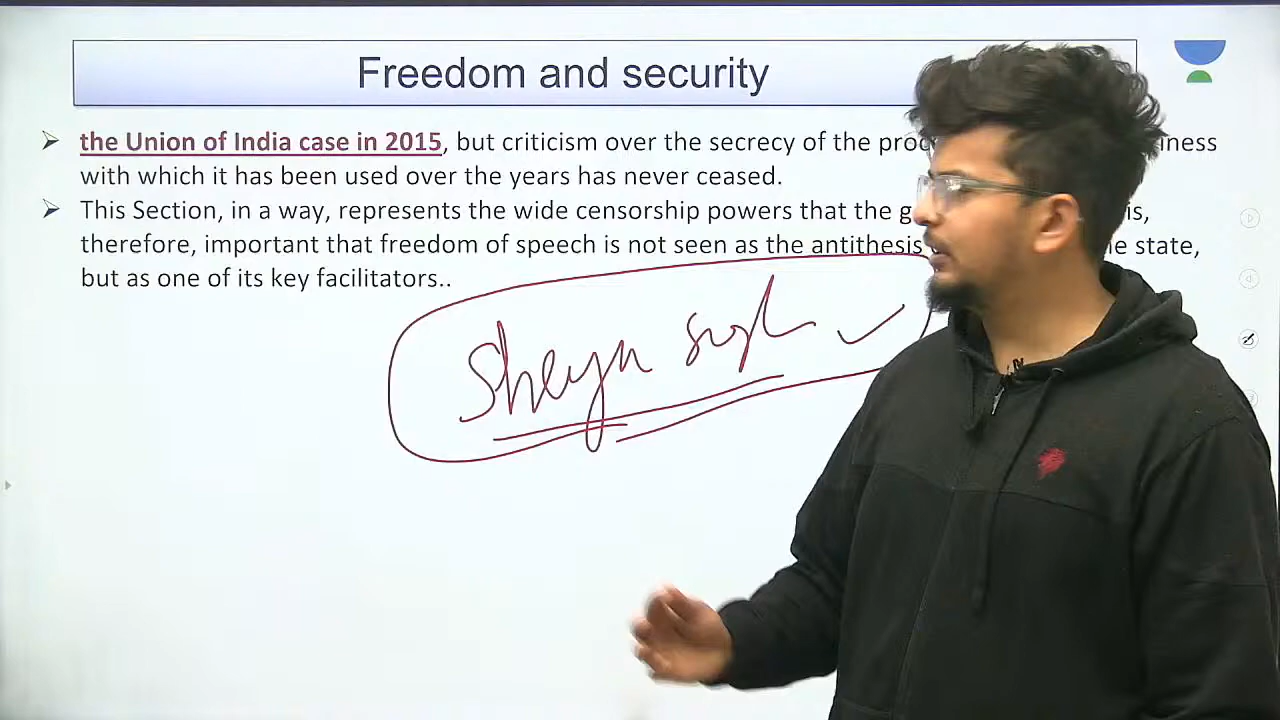 Freedom and security
➢ the Union of India case in 2015, but criticism over the secrecy of the
with which it has been used over the years has never ceased.
➢ This Section, in a way, represents the wide censorship powers that the is,
therefore, important that freedom of speech is not seen as the antithesis state,
but as one of its key facilitators..